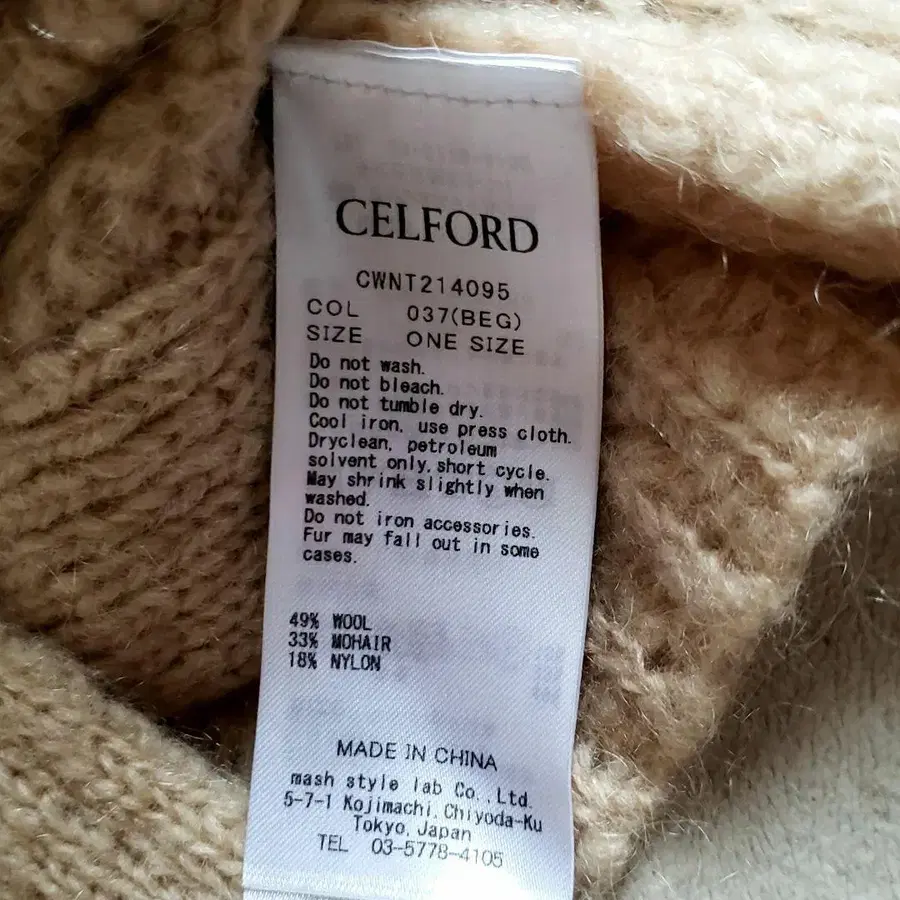 CELFORD
CWNT214095
COL 037(BEG)
SIZE ONE SIZE
Do not wash.
Do not bleach.
Do not tumble dry.
Cool iron, use press cloth.
Dryclean, petroleum
solvent only, short cycle.
May shrink slightly when
washed.
Do not iron accessories.
Fur may fall out in some
cases.
49% WOOL
33% MOHAIR
18% NYLON
MADE IN CHINA
mash style lab Co.,Ltd.
5-7-1 Kojimachi,Chiyoda-Ku
Tokyo,Japan
TEL 03-5778-4105